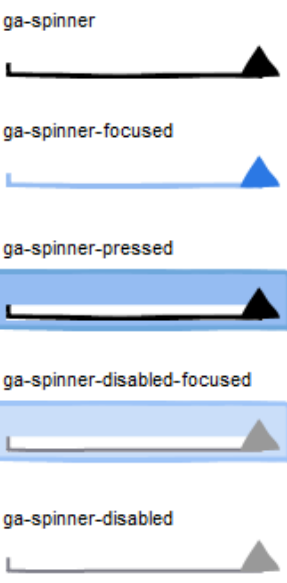 ga-spinner
ga-spinner-focused
ga-spinner-pressed
ga-spinner-disabled-focused
ga-spinner-disabled